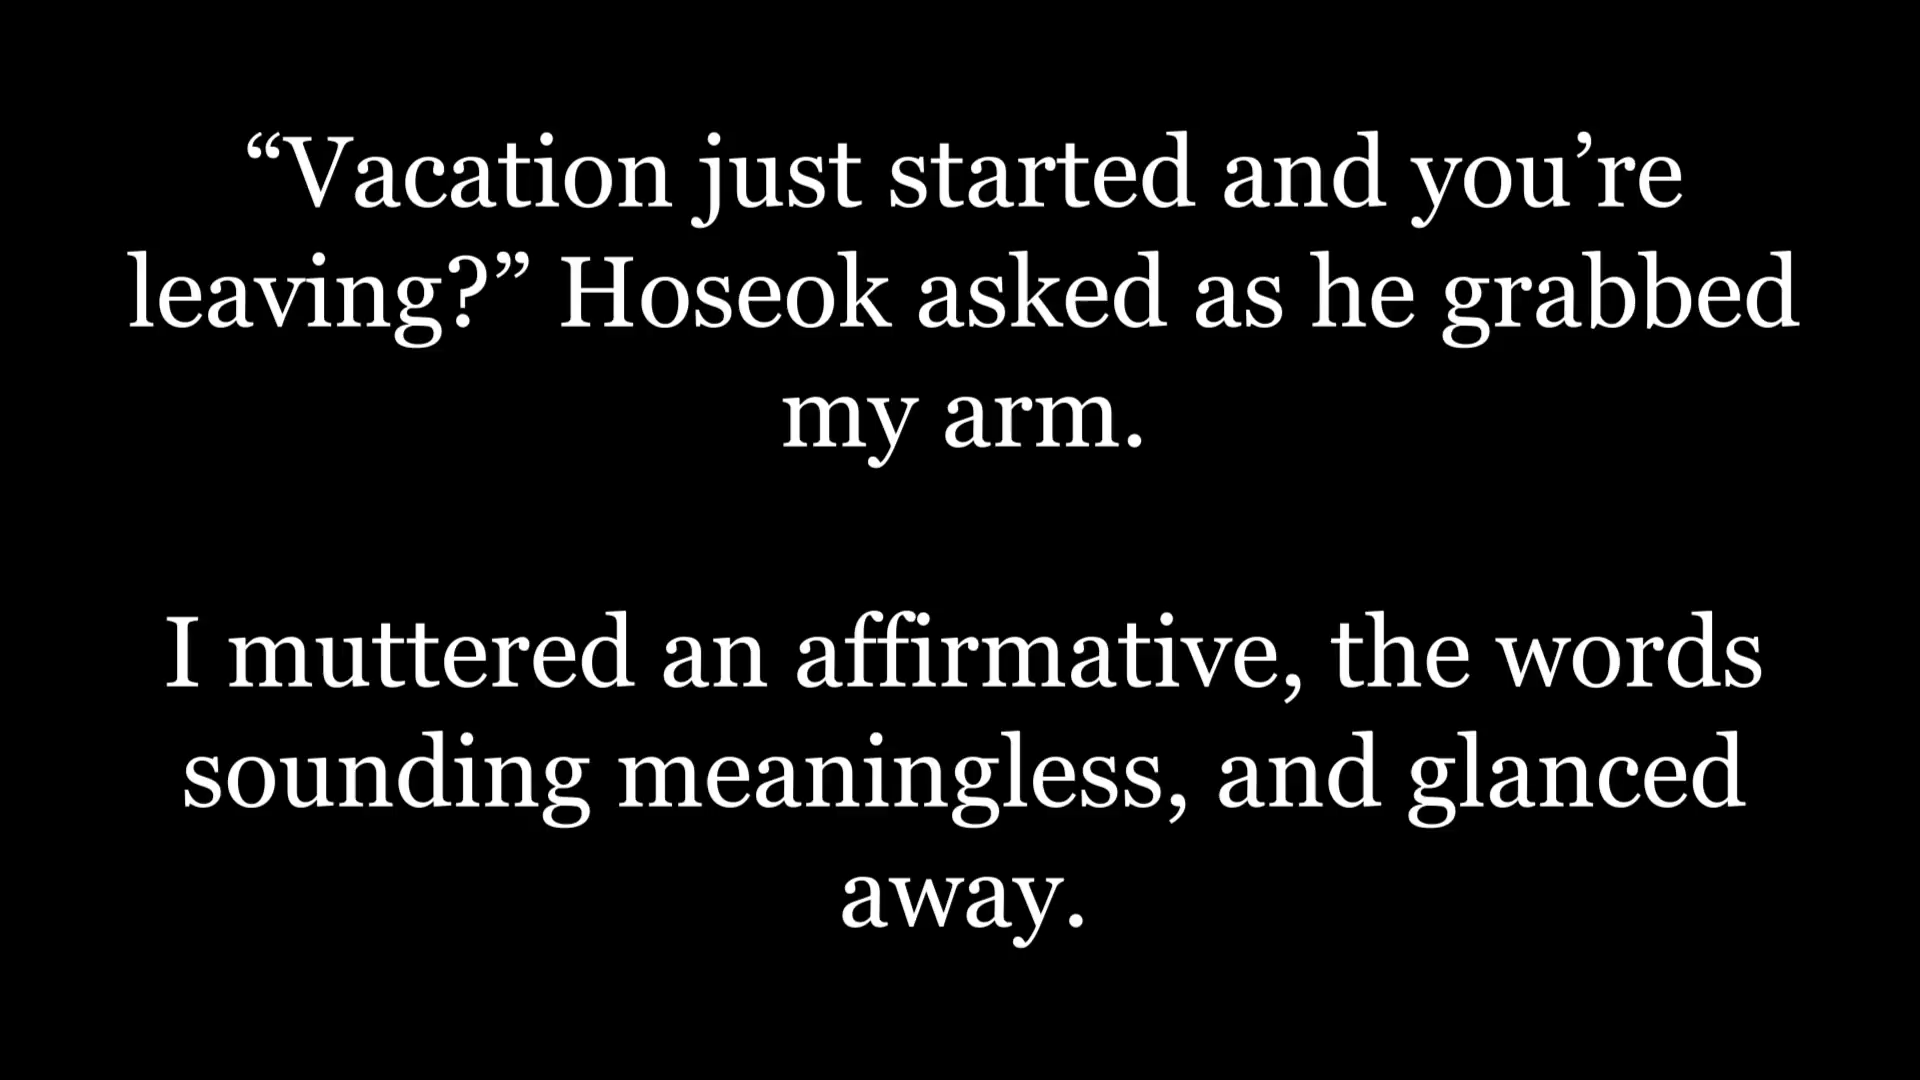 “Vacation just started and you’re
leaving?” Hoseok asked as he grabbed
my arm.
I muttered an affirmative, the words
sounding meaningless, and glanced
away.